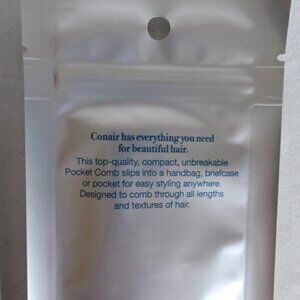 Conair has everything you need
for beautiful hair.
This top-quality, compact, unbreakable
Pocket Comb slips into a handbag, briefcase
or pocket for easy styling anywhere.
Designed to comb through all lengths
and textures of hair.